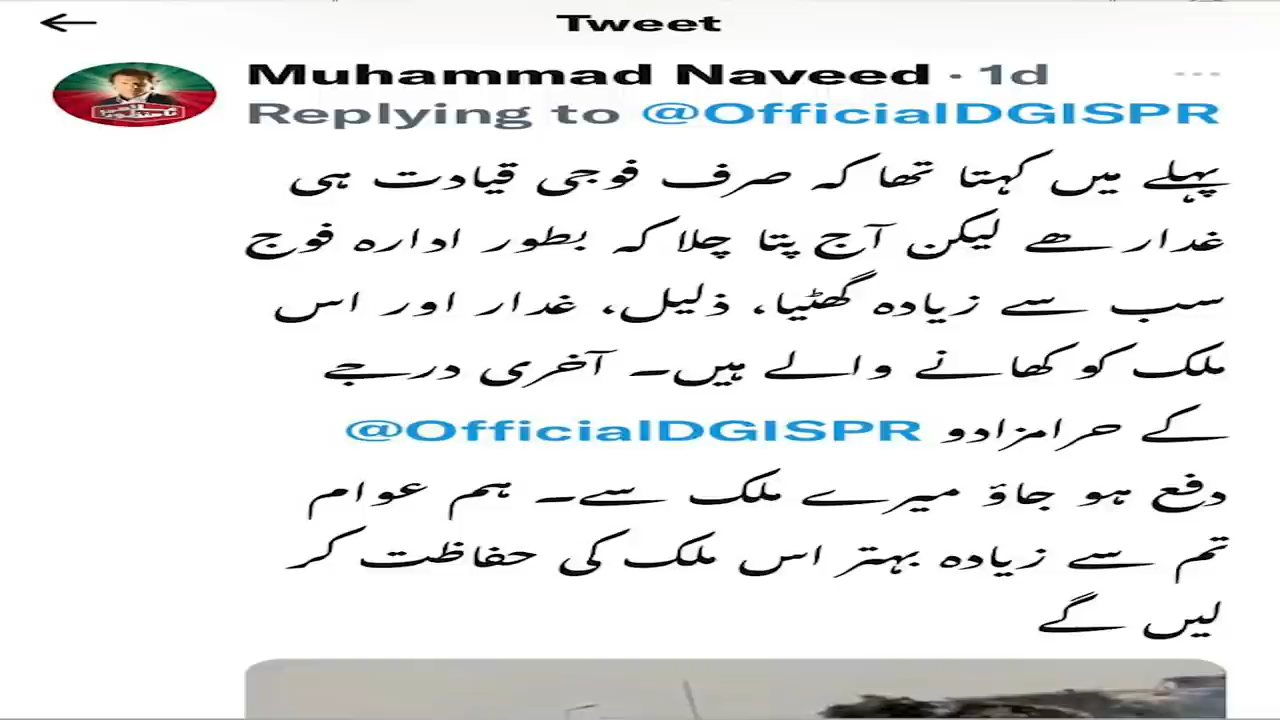 Tweet
Muhammad Naveed · 1d
Replying to @OfficialDGISPR
پہلے میں کہتا تھا کہ صرف فوجی قیادت ہی
غدار ھے لیکن آج پتا چلا کہ بطور ادارہ فوج
سب سے زیادہ گھٹیا، ذلیل، غدار اور اس
ملک کو کھانے والے ہیں۔ آخری درجے
کے حرامزادو @OfficialDGISPR
دفع ہو جاؤ میرے ملک سے۔ ہم عوام
تم سے زیادہ بہتر اس ملک کی حفاظت کر
لیں گے